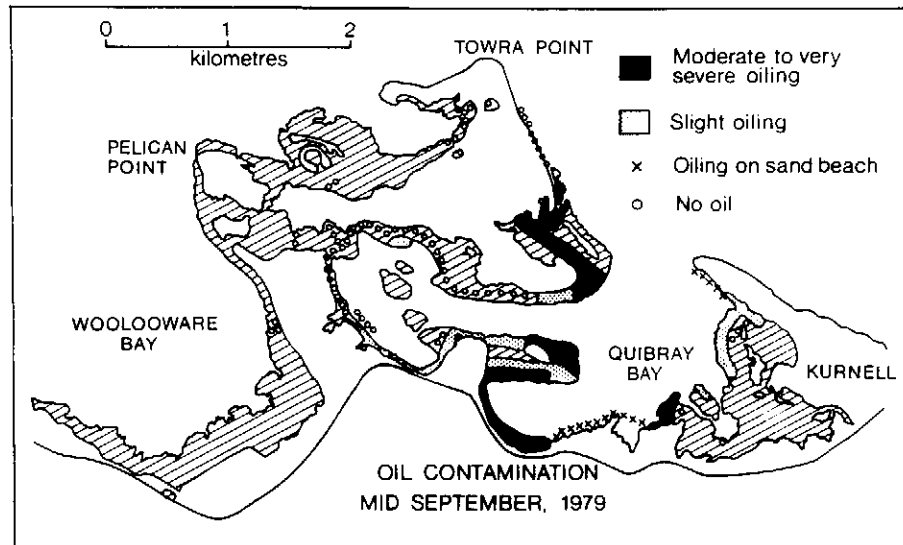 0 1 2
kilometres
TOWRA POINT
Moderate to very
severe oiling
Slight oiling
x Oiling on sand beach
o No oil
PELICAN
POINT
WOOLOOWARE
BAY
QUIBRAY
BAY
KURNELL
OIL CONTAMINATION
MID SEPTEMBER, 1979